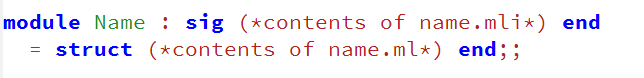 module Name : sig (*contents of name.mli*) end
= struct (*contents of name.ml*) end;;